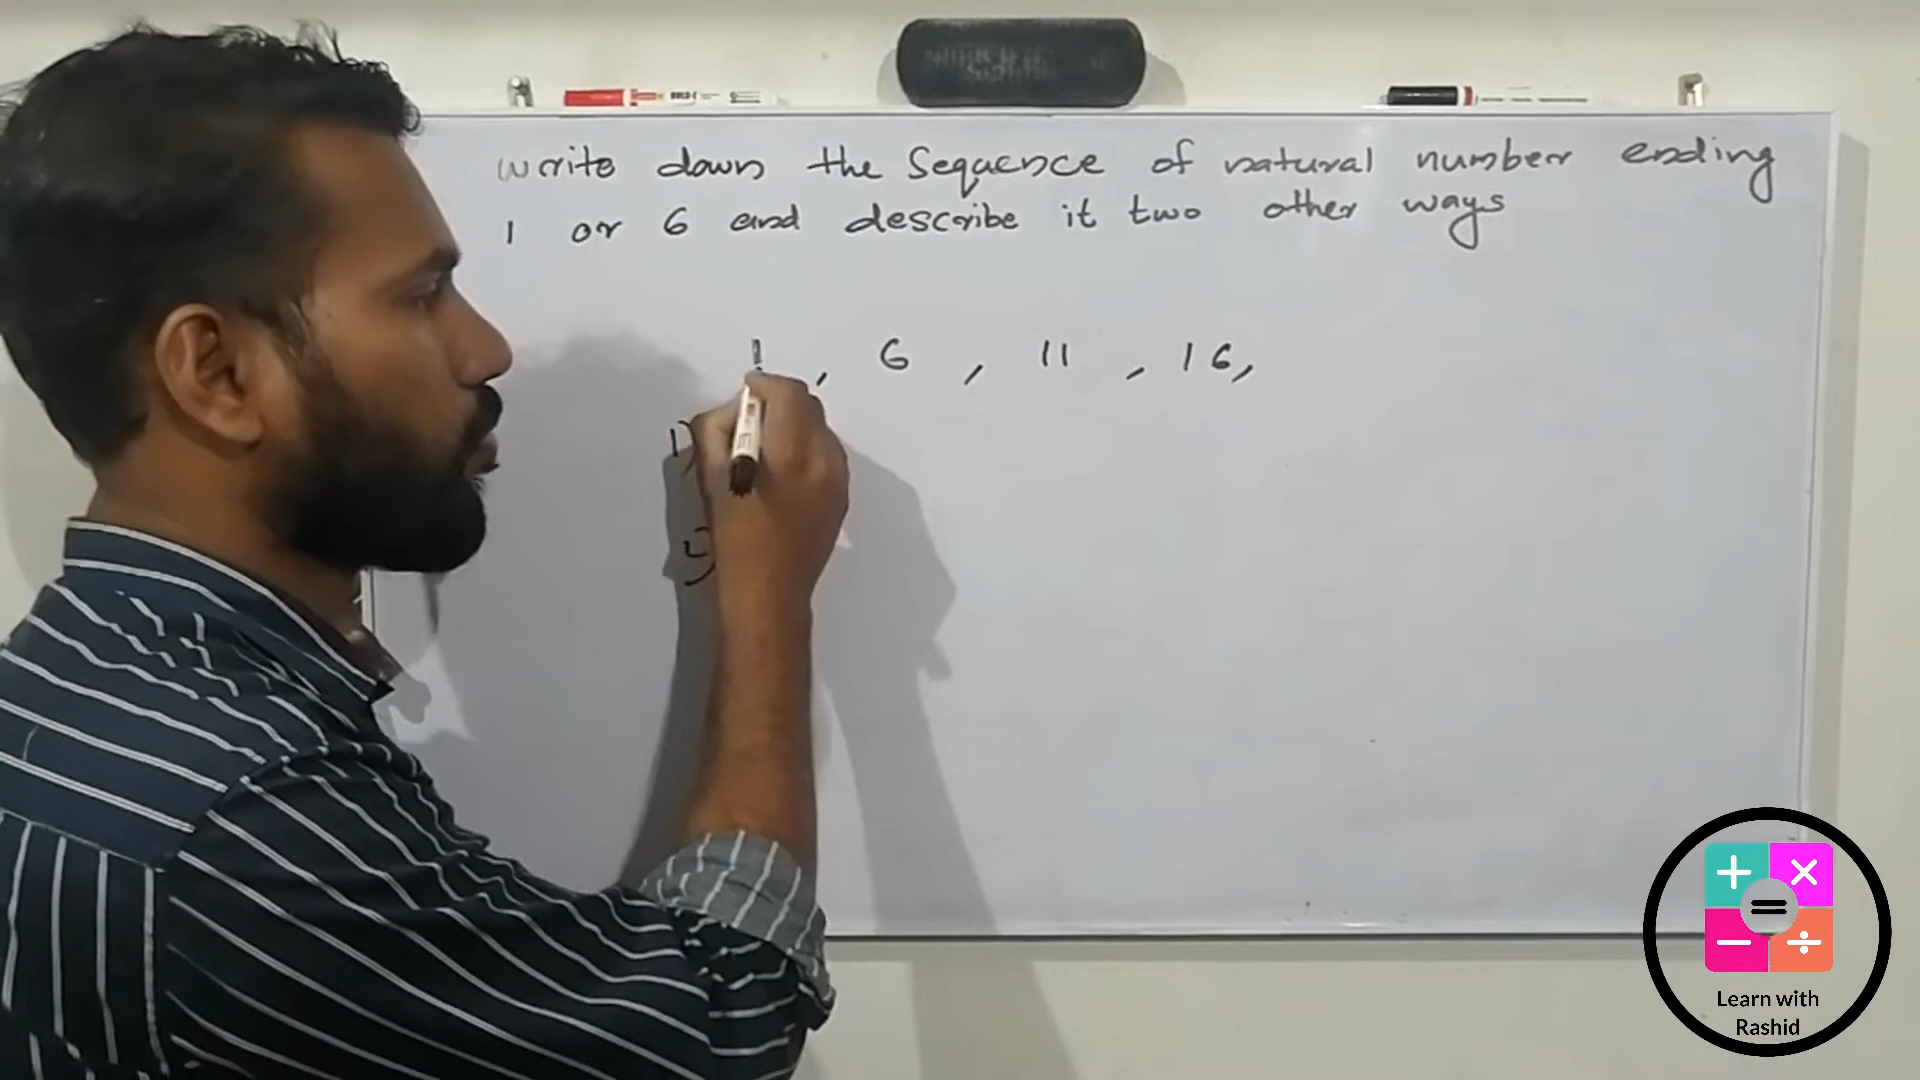 write down the Sequence of natural number ending
1 or 6 and describe it two other ways
1, 6, 11, 16,
1)
Learn with
Rashid